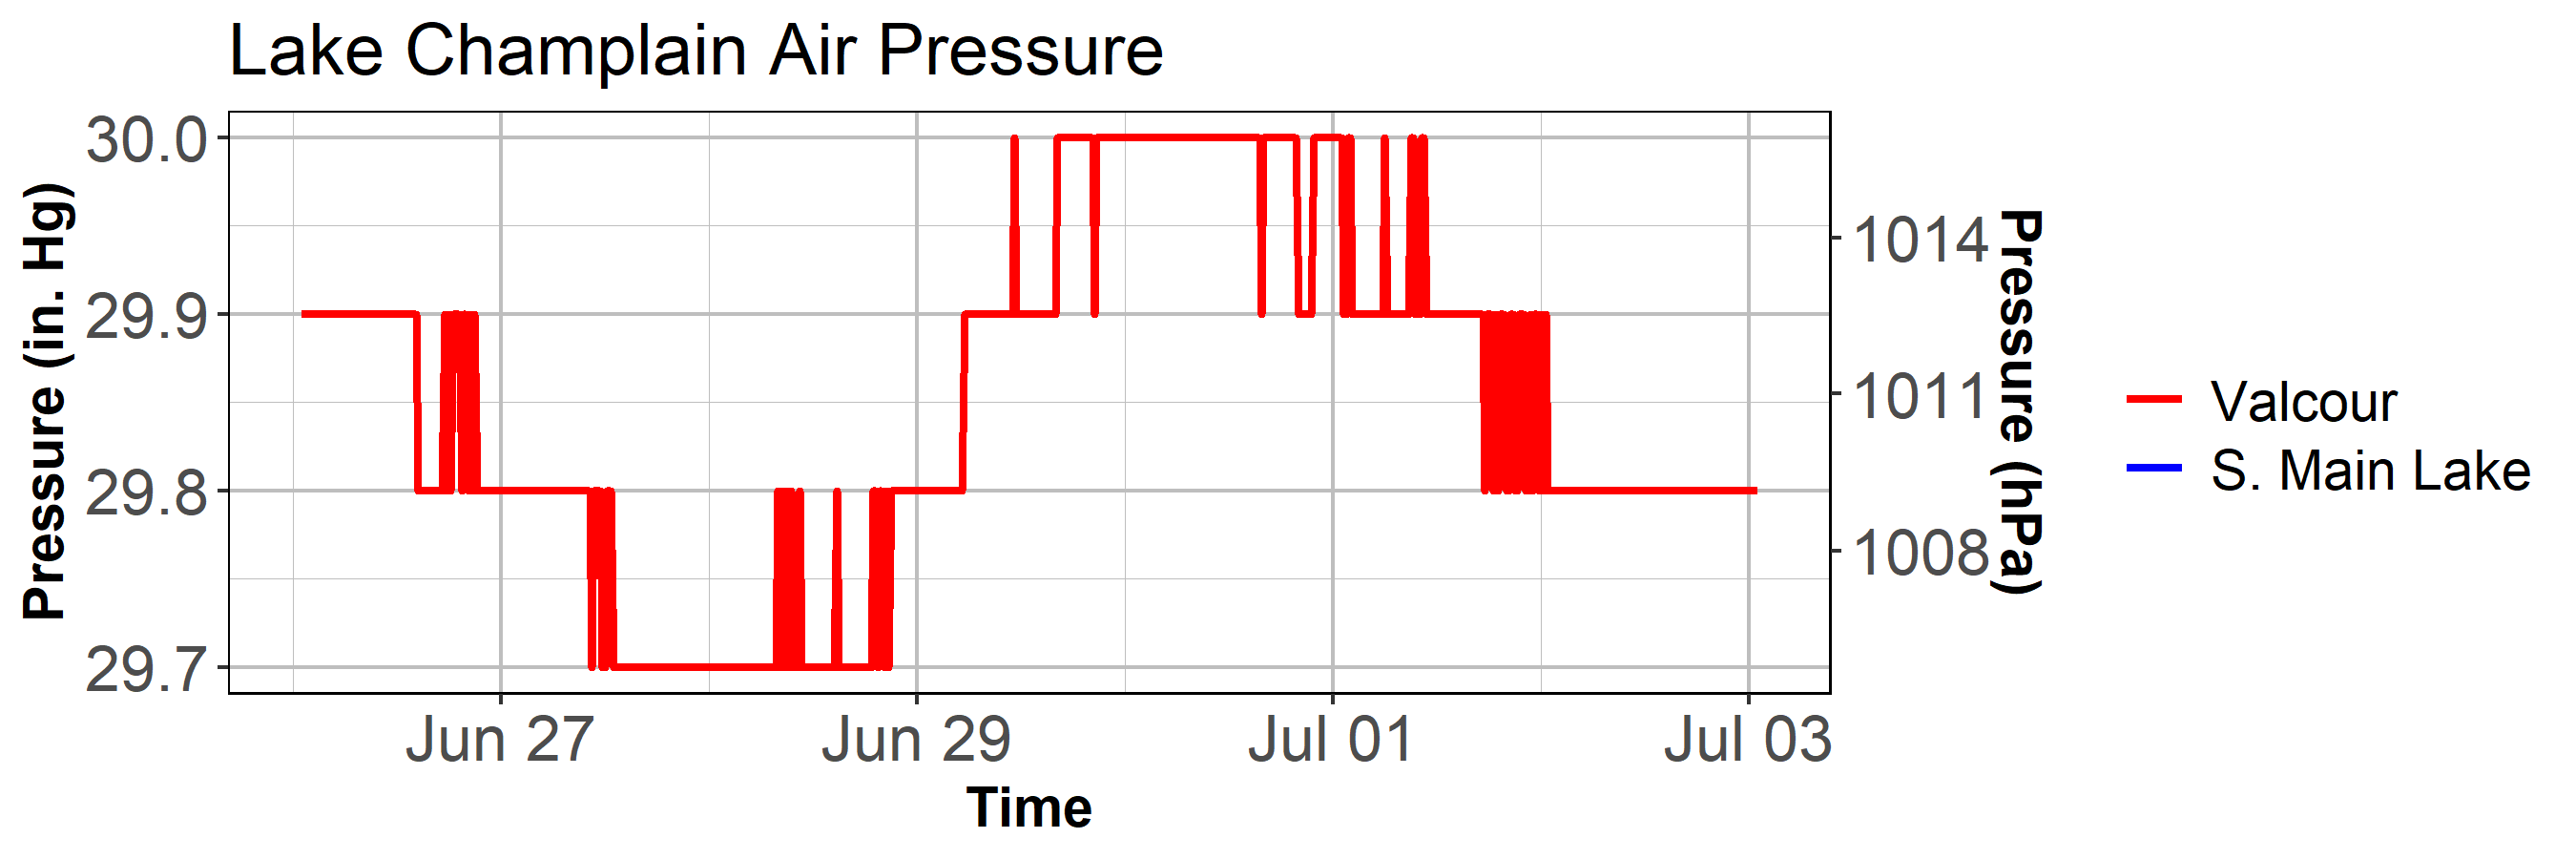 Lake Champlain Air Pressure
Pressure (in. Hg)
30.0
29.9
29.8
29.7
1014
1011
1008
Pressure (hPa)
Jun 27
Jun 29
Jul 01
Jul 03
Time
Valcour
S. Main Lake